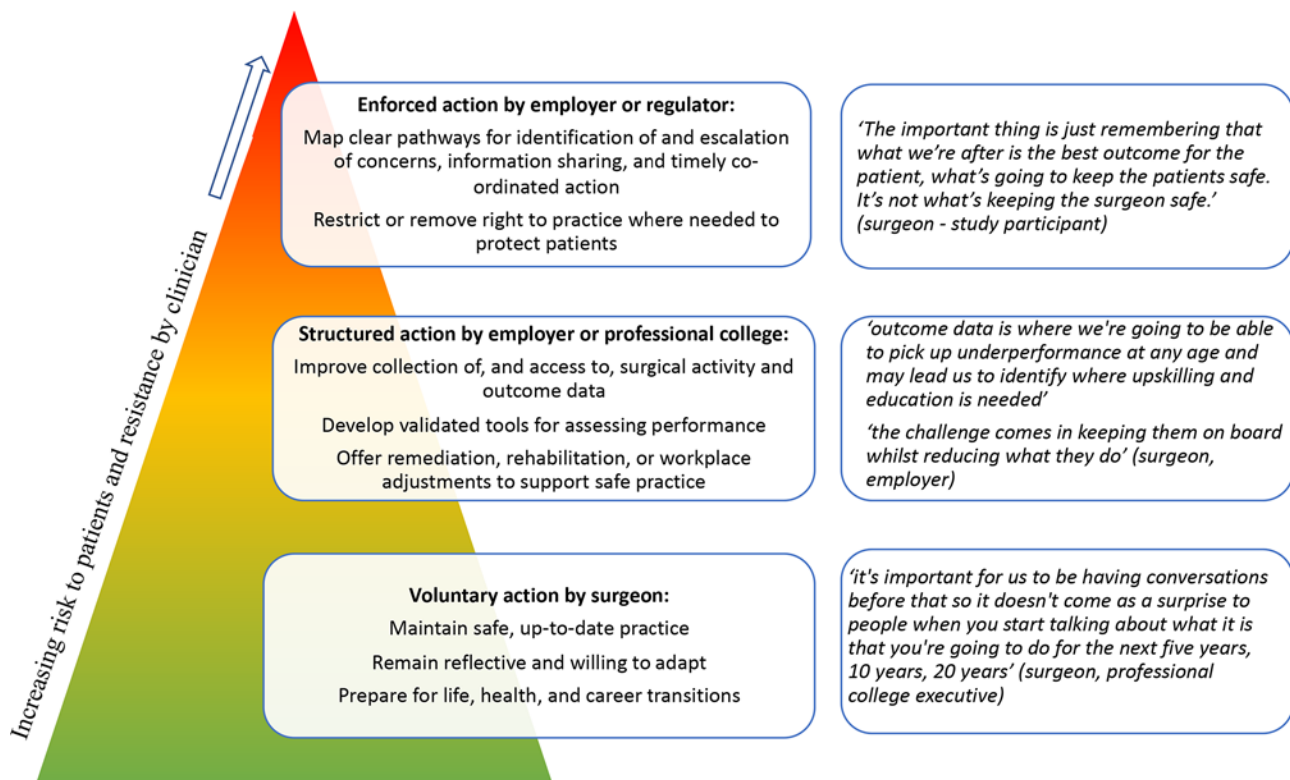 Increasing risk to patients and resistance by clinician
Enforced action by employer or regulator:
Map clear pathways for identification of and escalation
of concerns, information sharing, and timely co-
ordinated action
Restrict or remove right to practice where needed to
protect patients
‘The important thing is just remembering that
what we’re after is the best outcome for the
patient, what’s going to keep the patients safe.
It’s not what’s keeping the surgeon safe.’
(surgeon - study participant)
Structured action by employer or professional college:
Improve collection of, and access to, surgical activity and
outcome data
Develop validated tools for assessing performance
Offer remediation, rehabilitation, or workplace
adjustments to support safe practice
‘outcome data is where we're going to be able
to pick up underperformance at any age and
may lead us to identify where upskilling and
education is needed’
‘the challenge comes in keeping them on board
whilst reducing what they do’ (surgeon,
employer)
Voluntary action by surgeon:
Maintain safe, up-to-date practice
Remain reflective and willing to adapt
Prepare for life, health, and career transitions
‘it's important for us to be having conversations
before that so it doesn't come as a surprise to
people when you start talking about what it is
that you're going to do for the next five years,
10 years, 20 years’ (surgeon, professional
college executive)